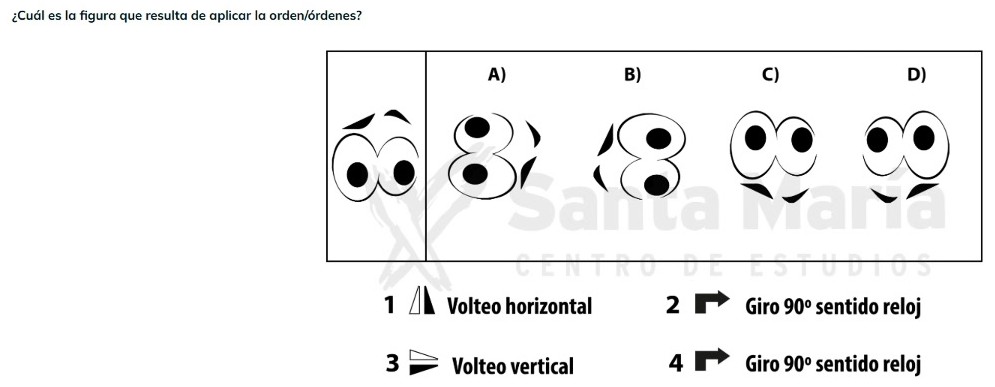 ¿Cuál es la figura que resulta de aplicar la orden/órdenes?
A) B) C) D)
Santa María
CENTRO DE ESTUDIOS
1 Volteo horizontal 2 Giro 90º sentido reloj
3 Volteo vertical 4 Giro 90º sentido reloj